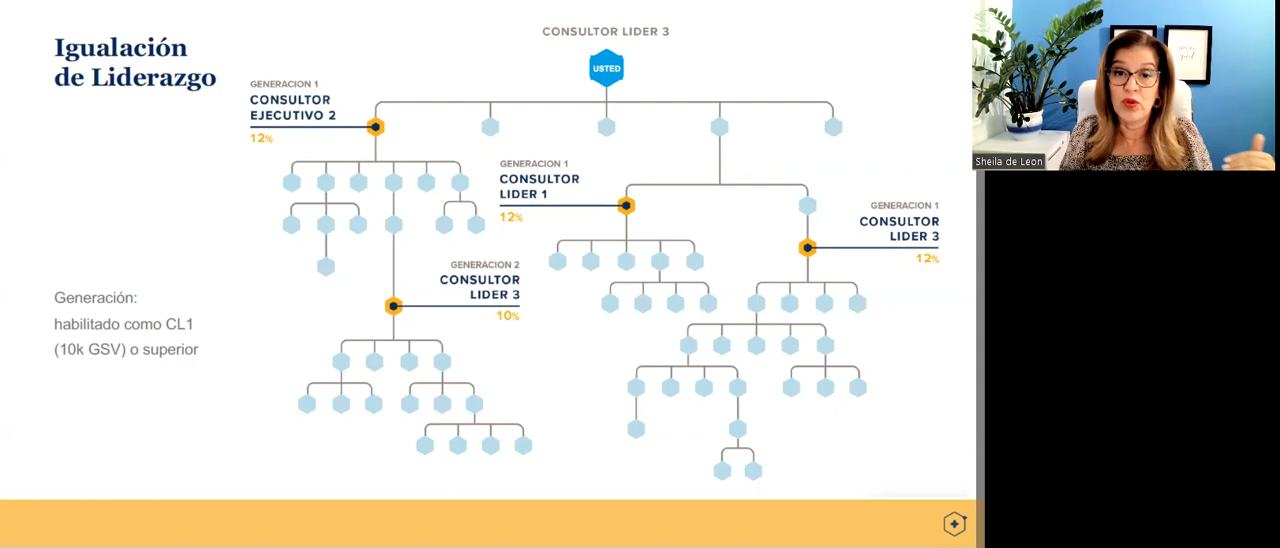 Igualación
de Liderazgo
CONSULTOR LIDER 3
USTED
GENERACION 1
CONSULTOR
EJECUTIVO 2
12%
GENERACION 1
CONSULTOR
LIDER 1
12%
GENERACION 1
CONSULTOR
LIDER 3
12%
GENERACION 2
CONSULTOR
LIDER 3
10%
Generación:
habilitado como CL1
(10k GSV) o superior
Sheila de Leon